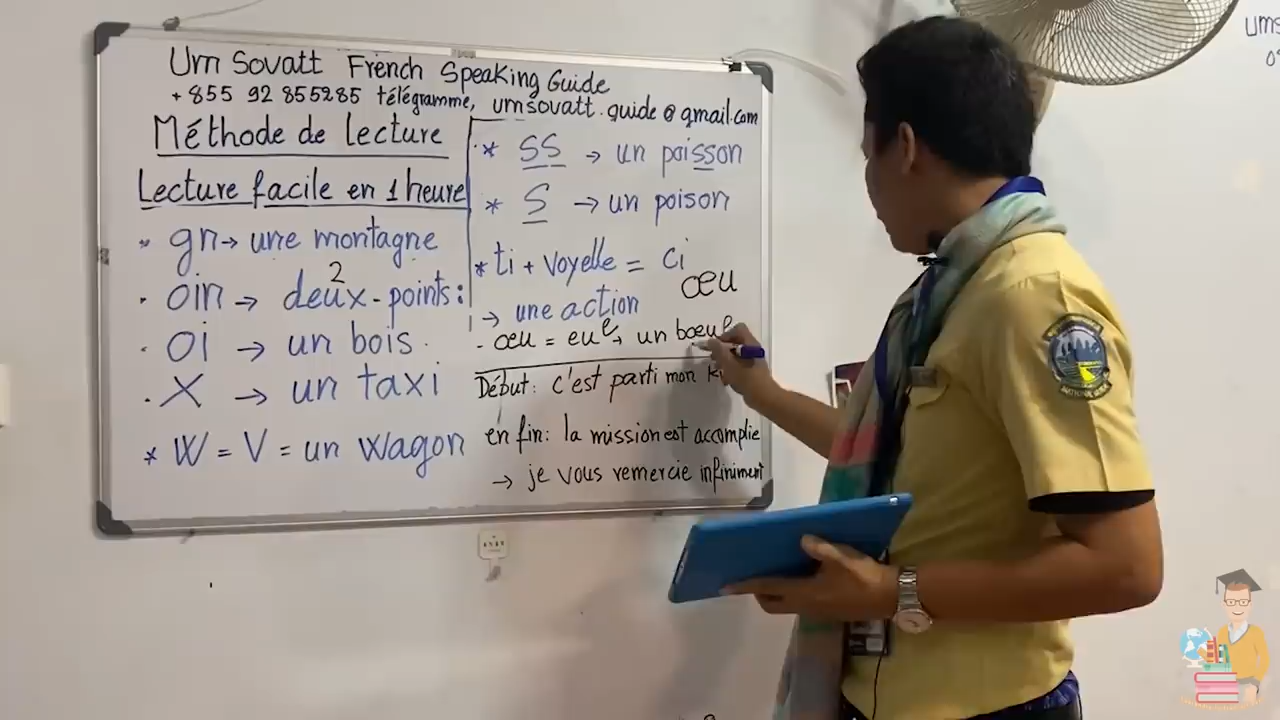 Um Sovatt French Speaking Guide
+855 92 855285 télégramme, umsovatt.guide@gmail.com
Méthode de Lecture
Lecture facile en 1 heure
• gn → une montagne
• oin → deux-points:
2
• oi → un bois.
• X → un taxi
* W = V = un wagon
* SS → un poisson
* S → un poison
* ti + voyelle = ci
œu
→ une action
- œu = eu → un bœuf
Début: c'est parti mon
en fin: la mission est accomplie
→ je vous remercie infiniment
ums